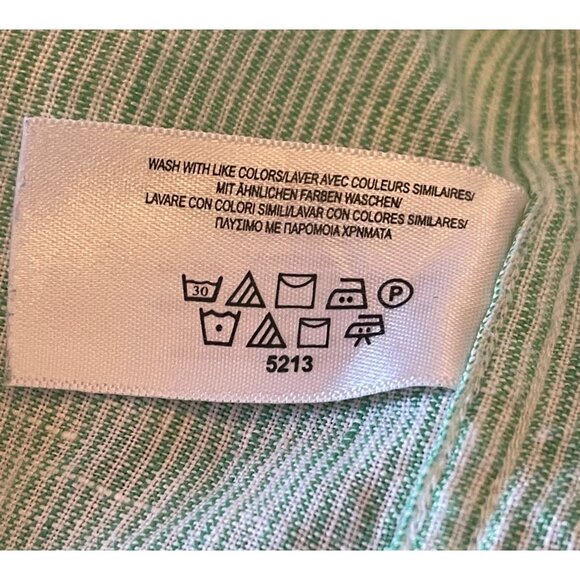 WASH WITH LIKE COLORS/LAVER AVEC COULEURS SIMILAIRES/
MIT ÄHNLICHEN FARBEN WASCHEN/
LAVARE CON COLORI SIMILI/LAVAR CON COLORES SIMILARES/
ΠΛΥΣΙΜΟ ΜΕ ΠΑΡΟΜΟΙΑ ΧΡΗΜΑΤΑ
30 P
5213